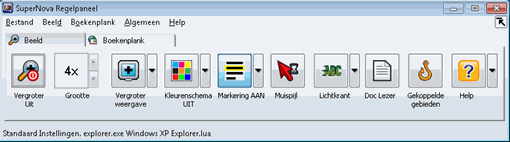 SuperNova Regelpaneel
Bestand Beeld Boekenplank Algemeen Help
Beeld Boekenplank
4x
ABC
?
Vergroter Uit
Grootte
Vergroter weergave
Kleurenschema UIT
Markering AAN
Muispijl
Lichtkrant
Doc Lezer
Gekoppelde gebieden
Help
Standaard Instellingen. explorer.exe Windows XP Explorer.lua